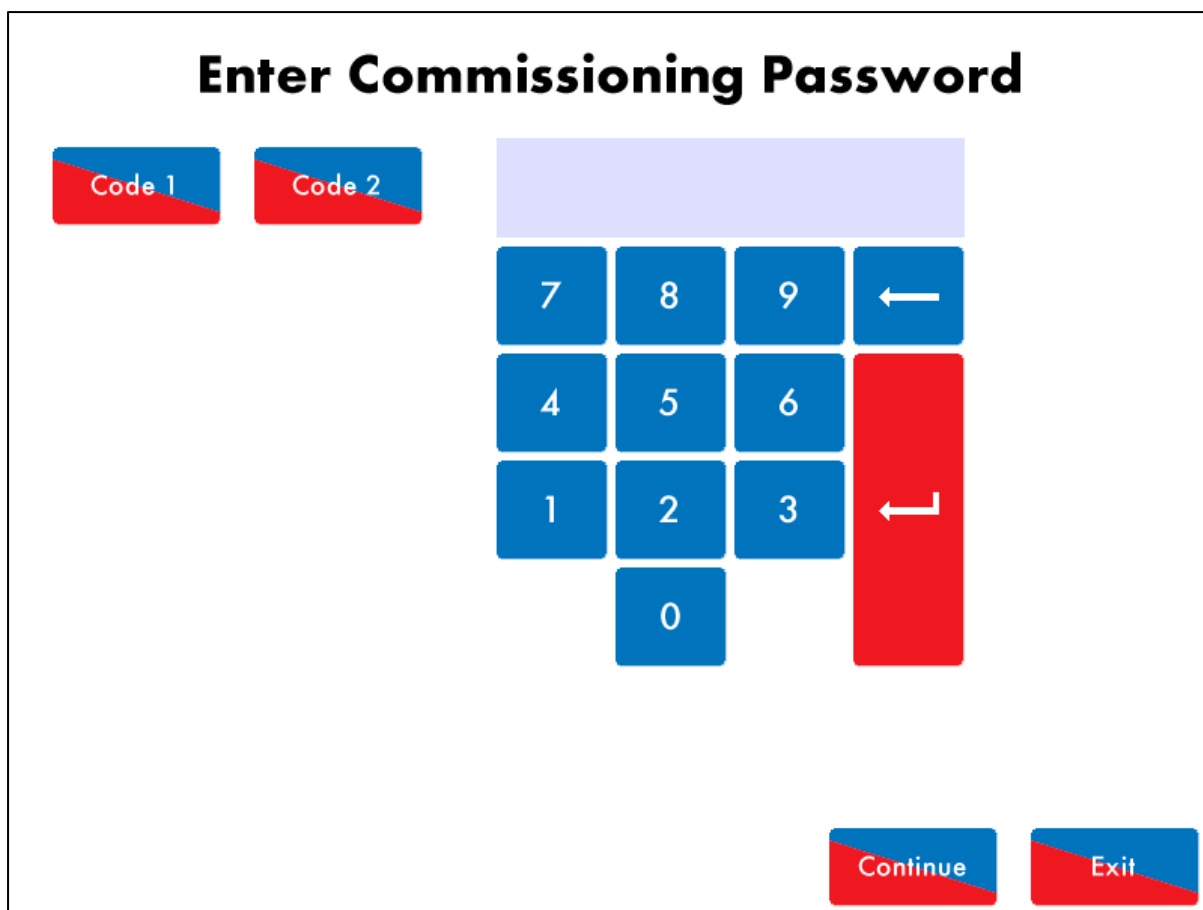 Enter Commissioning Password
Code 1 Code 2
7 8 9
4 5 6
1 2 3
0
Continue Exit